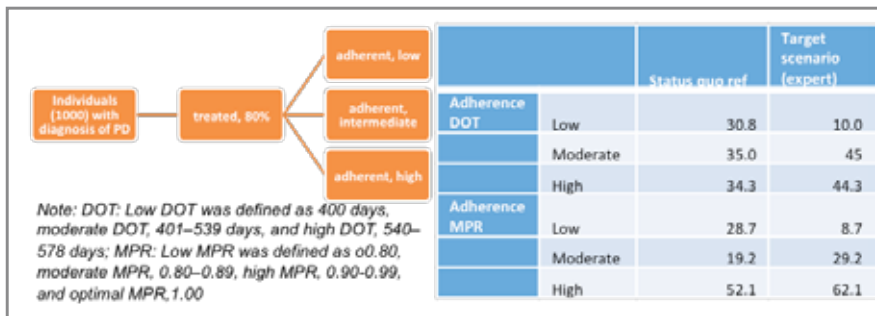 Individuals
(1000) with
diagnosis of PD
treated, 80%
adherent, low
adherent,
intermediate
adherent, high
Note: DOT: Low DOT was defined as 400 days,
moderate DOT, 401–539 days, and high DOT, 540–
578 days; MPR: Low MPR was defined as o0.80,
moderate MPR, 0.80–0.89, high MPR, 0.90-0.99,
and optimal MPR,1.00
Status quo ref
Target
scenario
(expert)
Adherence
DOT
Low 30.8 10.0
Moderate 35.0 45
High 34.3 44.3
Adherence
MPR
Low 28.7 8.7
Moderate 19.2 29.2
High 52.1 62.1